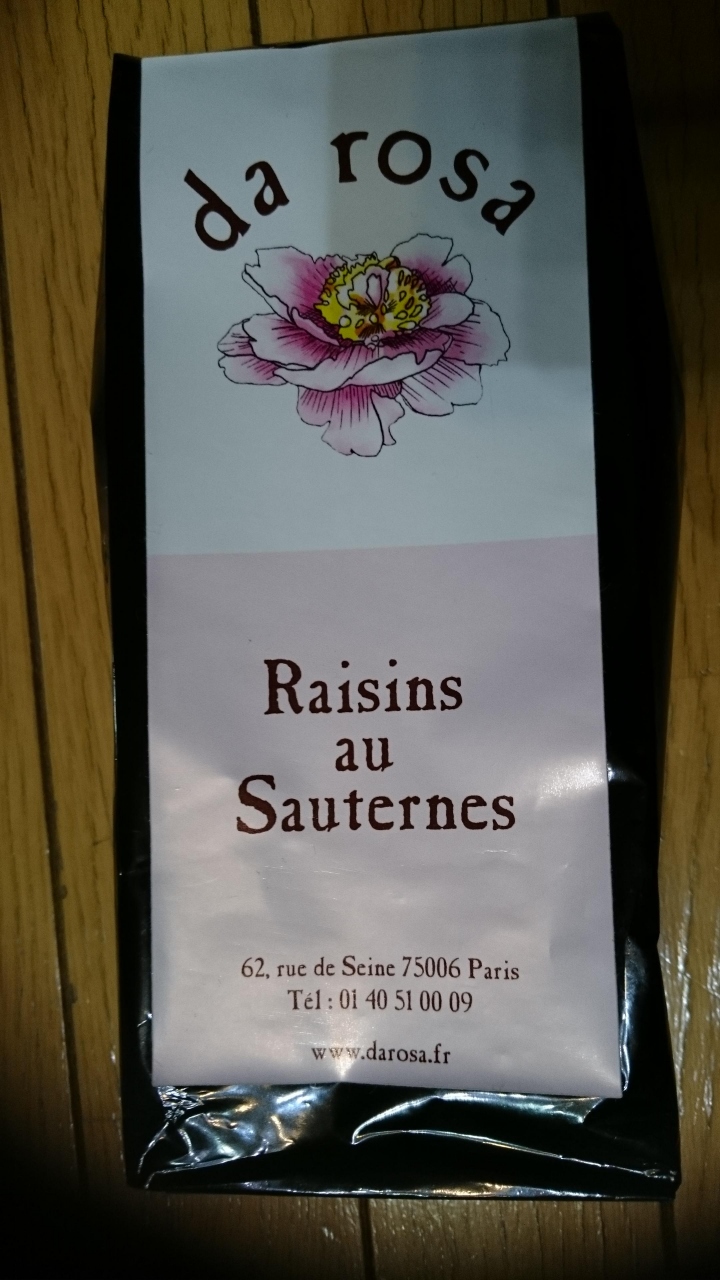 da rosa
Raisins
au
Sauternes
62, rue de Seine 75006 Paris
Tél : 01 40 51 00 09
www.darosa.fr